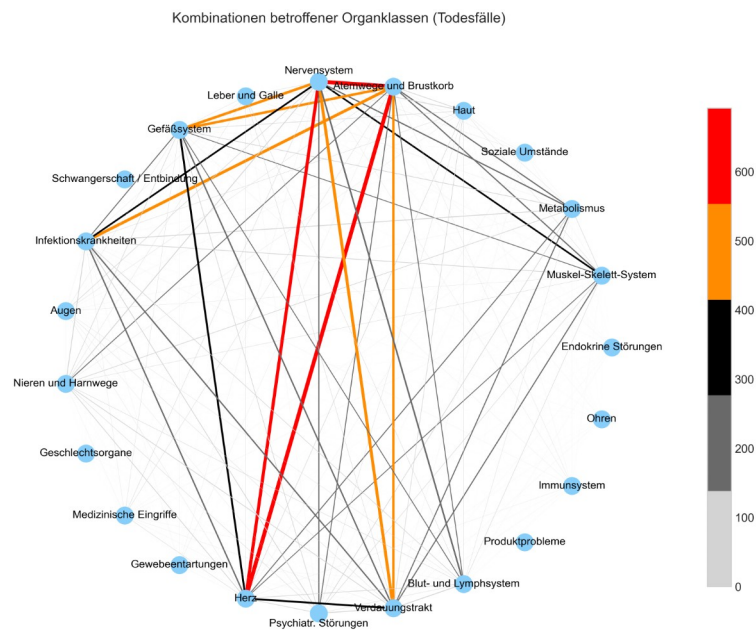 Kombinationen betroffener Organklassen (Todesfälle)
Nervensystem
Atemwege und Brustkorb
Leber und Galle
Haut
Gefäßsystem
Soziale Umstände
Schwangerschaft / Entbindung
Metabolismus
Infektionskrankheiten
Muskel-Skelett-System
Augen
Endokrine Störungen
Nieren und Harnwege
Ohren
Geschlechtsorgane
Immunsystem
Medizinische Eingriffe
Produktprobleme
Gewebeentartungen
Blut- und Lymphsystem
Herz
Verdauungstrakt
Psychiatr. Störungen
600
500
400
300
200
100
0